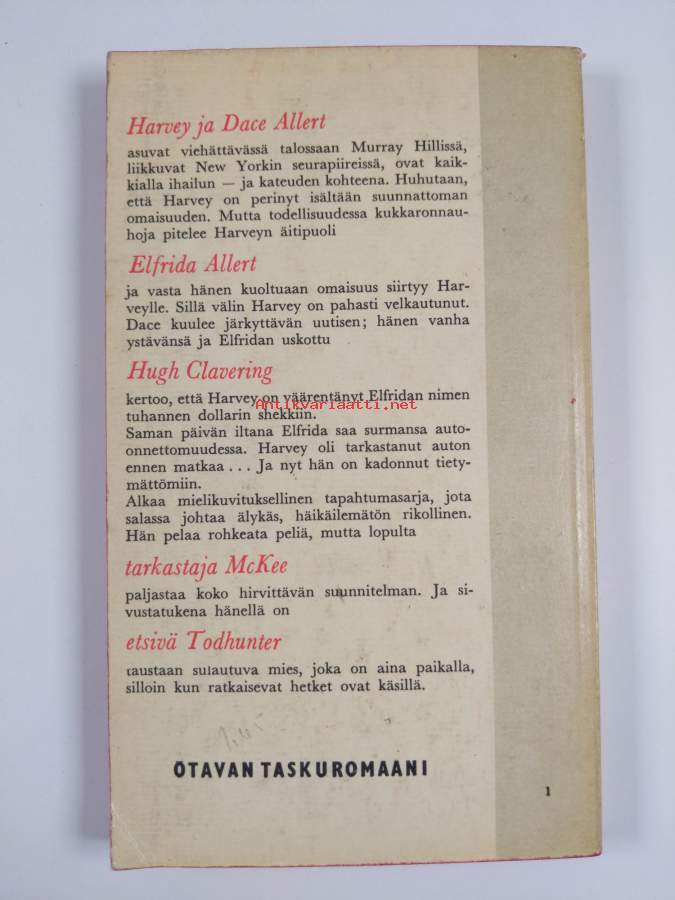 Harvey ja Dace Allert
asuvat viehättävässä talossaan Murray Hillissä,
liikkuvat New Yorkin seurapiireissä, ovat kaik-
kialla ihailun — ja kateuden kohteena. Huhutaan,
että Harvey on perinyt isältään suunnattoman
omaisuuden. Mutta todellisuudessa kukkaronnau-
hoja pitelee Harveyn äitipuoli
Elfrida Allert
ja vasta hänen kuoltuaan omaisuus siirtyy Har-
veylle. Sillä välin Harvey on pahasti velkautunut.
Dace kuulee järkyttävän uutisen; hänen vanha
ystävänsä ja Elfridan uskottu
Hugh Clavering
kertoo, että Harvey on väärentänyt Elfridan nimen
Antikvariaatti.net
tuhannen dollarin shekkiin.
Saman päivän iltana Elfrida saa surmansa auto-
onnettomuudessa. Harvey oli tarkastanut auton
ennen matkaa . . . Ja nyt hän on kadonnut tiety-
mättömiin.
Alkaa mielikuvituksellinen tapahtumasarja, jota
salassa johtaa älykäs, häikäilemätön rikollinen.
Hän pelaa rohkeata peliä, mutta lopulta
tarkastaja McKee
paljastaa koko hirvittävän suunnitelman. Ja si-
vustatukena hänellä on
etsivä Todhunter
taustaan sulautuva mies, joka on aina paikalla,
silloin kun ratkaisevat hetket ovat käsillä.
OTAVAN TASKUROMAANI
1